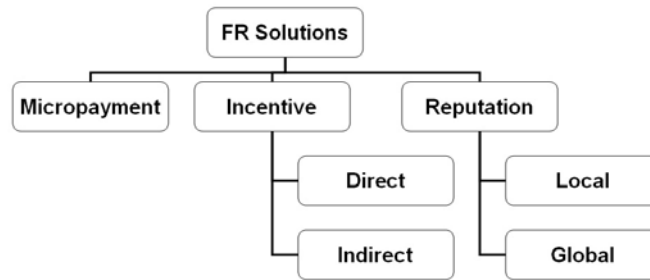 FR Solutions
Micropayment
Incentive
Reputation
Direct
Local
Indirect
Global